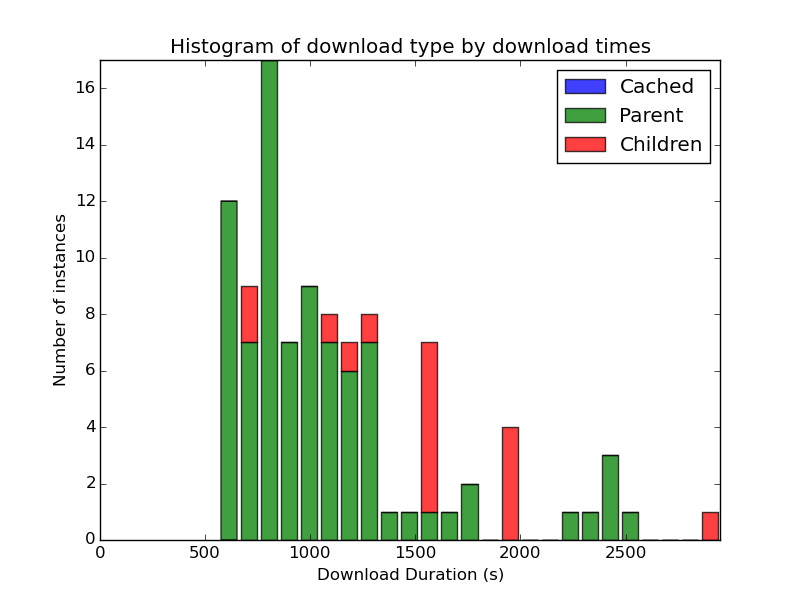 Histogram of download type by download times
Cached
Parent
Children
16
14
12
10
8
6
4
2
0
Number of instances
0 500 1000 1500 2000 2500
Download Duration (s)